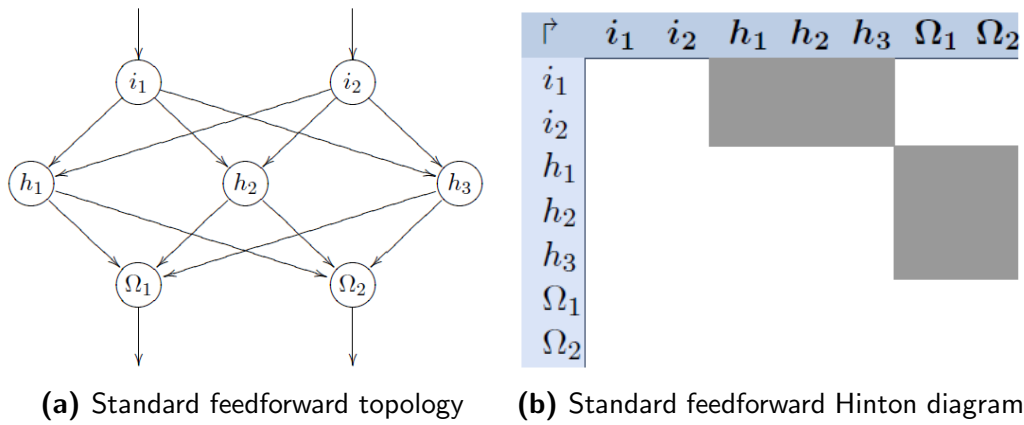 i₁ i₂
h₁ h₂ h₃
Ω₁ Ω₂
(a) Standard feedforward topology
↱ i₁ i₂ h₁ h₂ h₃ Ω₁ Ω₂
i₁
i₂
h₁
h₂
h₃
Ω₁
Ω₂
(b) Standard feedforward Hinton diagram